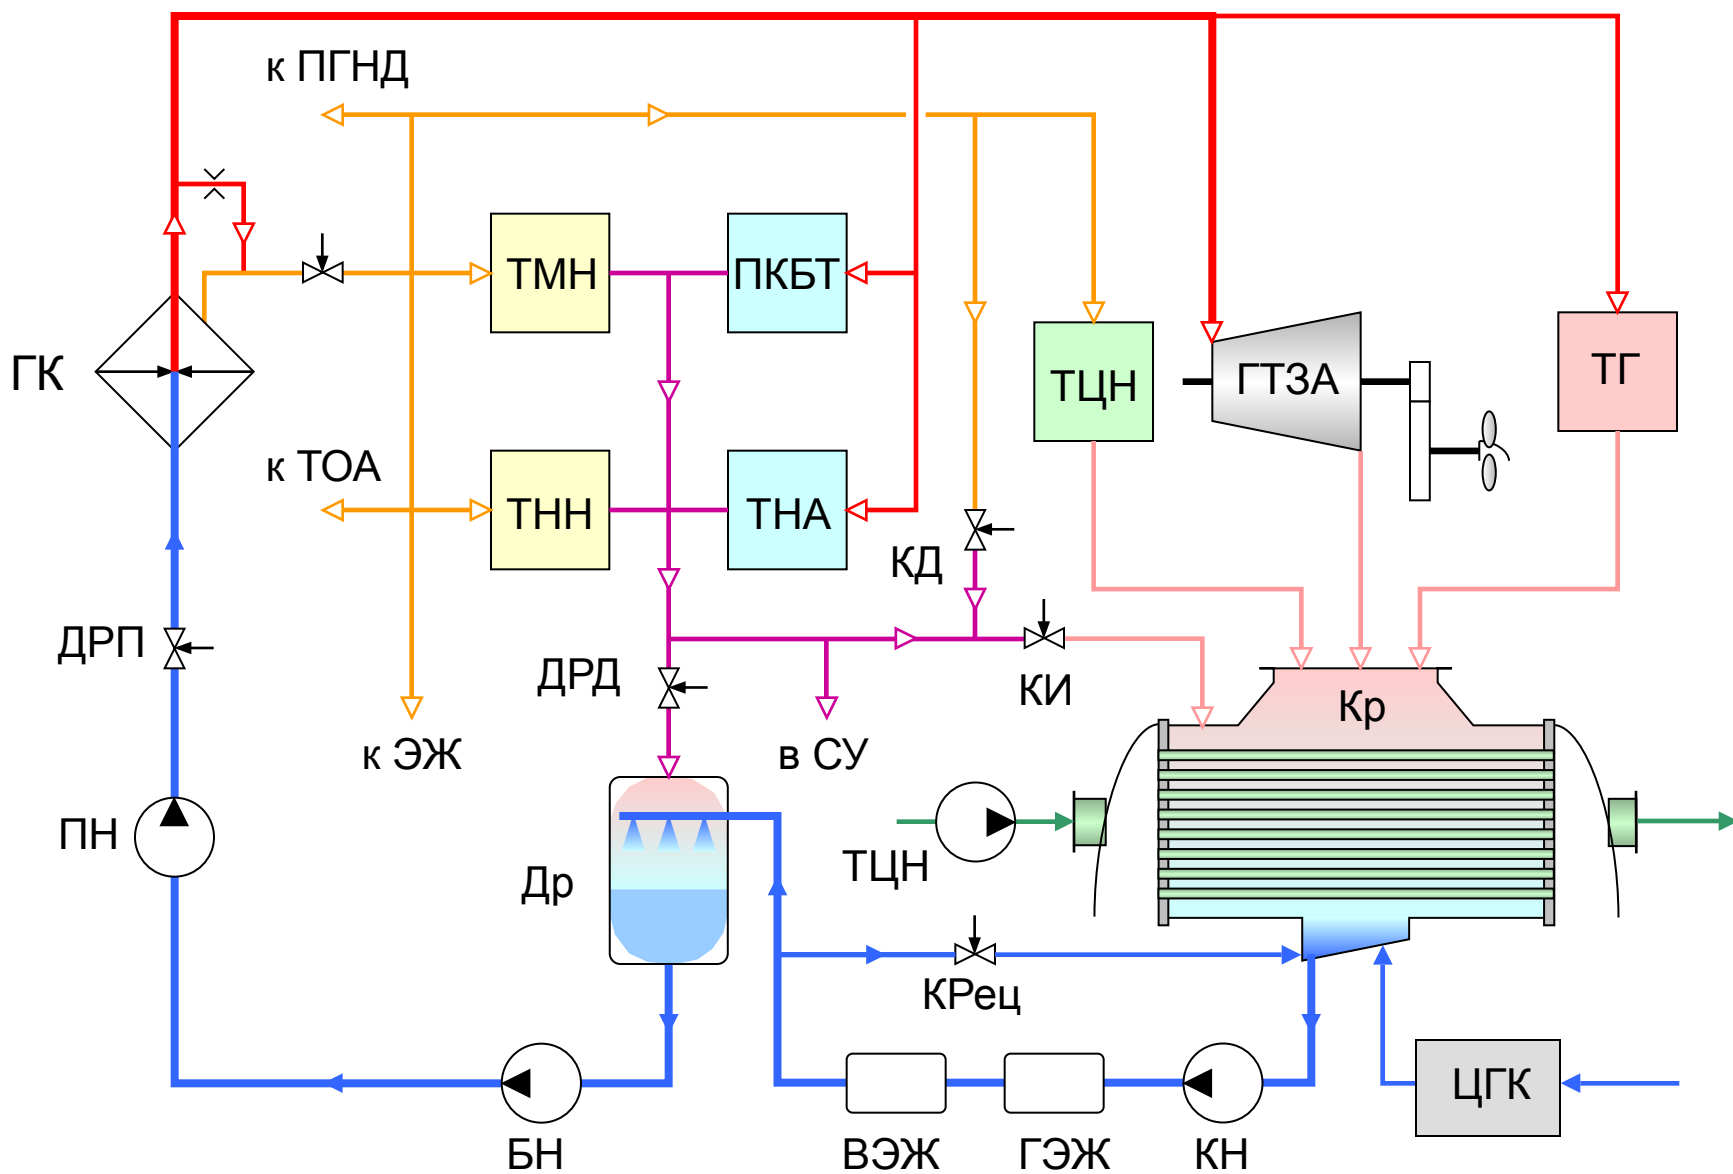 к ПГНД
ТМН
ПКБТ
ГК
ТЦН
ГТЗА
ТГ
к ТОА
ТНН
ТНА
КД
ДРП
ДРД
КИ
Кр
к ЭЖ
в СУ
ПН
Др
ТЦН
КРец
ЦГК
БН
ВЭЖ
ГЭЖ
КН